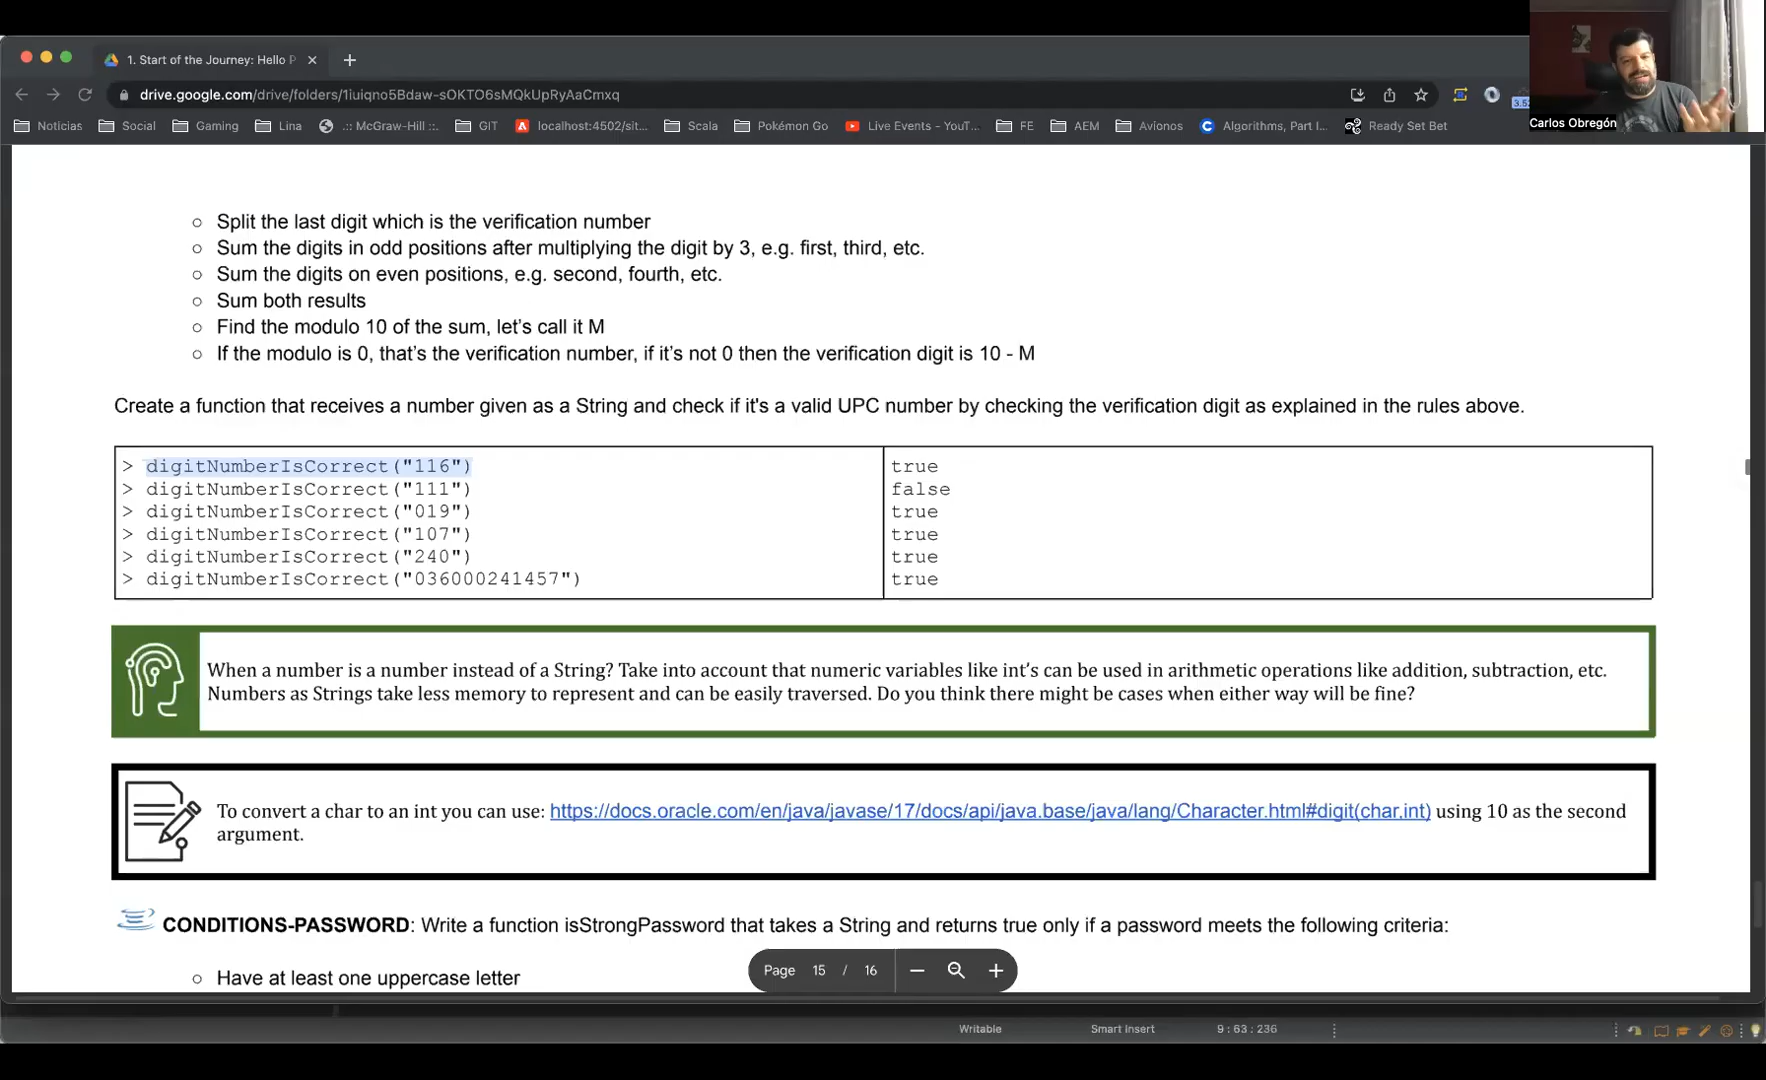 1. Start of the Journey: Hello P
drive.google.com/drive/folders/1iuiqno5Bdaw-sOKTO6sMQkUpRyAaCmxq
3.5
Carlos Obregón
Noticias Social Gaming Lina .:: McGraw-Hill ::. GIT localhost:4502/sit... Scala Pokémon Go Live Events - YouT... FE AEM Avionos Algorithms, Part I... Ready Set Bet
Split the last digit which is the verification number
Sum the digits in odd positions after multiplying the digit by 3, e.g. first, third, etc.
Sum the digits on even positions, e.g. second, fourth, etc.
Sum both results
Find the modulo 10 of the sum, let's call it M
If the modulo is 0, that's the verification number, if it's not 0 then the verification digit is 10 - M
Create a function that receives a number given as a String and check if it's a valid UPC number by checking the verification digit as explained in the rules above.
> digitNumberIsCorrect("116") true
> digitNumberIsCorrect("111") false
> digitNumberIsCorrect("019") true
> digitNumberIsCorrect("107") true
> digitNumberIsCorrect("240") true
> digitNumberIsCorrect("036000241457") true
When a number is a number instead of a String? Take into account that numeric variables like int's can be used in arithmetic operations like addition, subtraction, etc.
Numbers as Strings take less memory to represent and can be easily traversed. Do you think there might be cases when either way will be fine?
To convert a char to an int you can use: https://docs.oracle.com/en/java/javase/17/docs/api/java.base/java/lang/Character.html#digit(char,int) using 10 as the second
argument.
CONDITIONS-PASSWORD: Write a function isStrongPassword that takes a String and returns true only if a password meets the following criteria:
Have at least one uppercase letter
Page 15 / 16
Writable Smart Insert 9 : 63 : 236